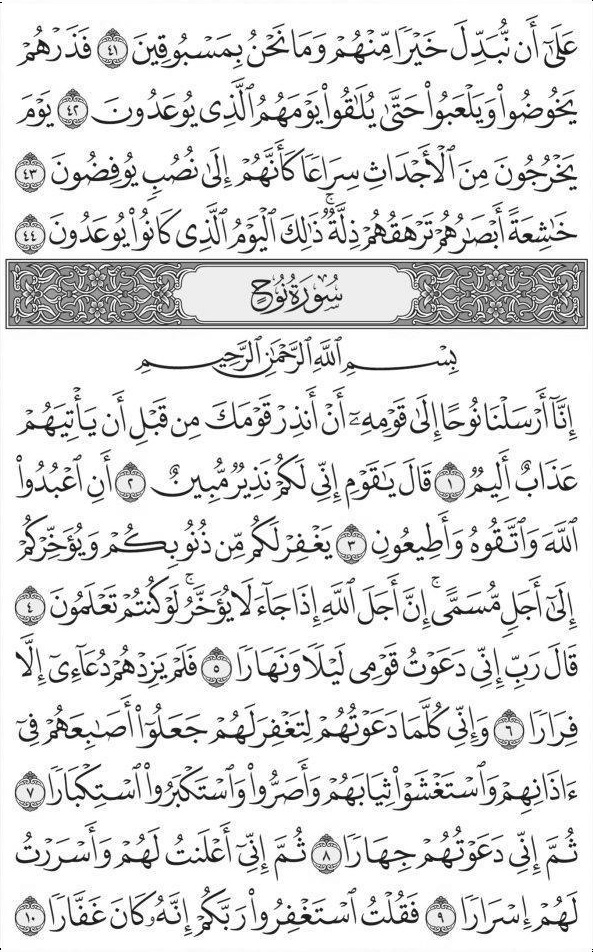 عَلَىٰٓ أَن نُّبَدِّلَ خَيۡرٗا مِّنۡهُمۡ وَمَا نَحۡنُ بِمَسۡبُوقِينَ ٤١ فَذَرۡهُمۡ
يَخُوضُواْ وَيَلۡعَبُواْ حَتَّىٰ يُلَٰقُواْ يَوۡمَهُمُ ٱلَّذِي يُوعَدُونَ ٤٢ يَوۡمَ
يَخۡرُجُونَ مِنَ ٱلۡأَجۡدَاثِ سِرَاعٗا كَأَنَّهُمۡ إِلَىٰ نُصُبٖ يُوفِضُونَ ٤٣
خَٰشِعَةً أَبۡصَٰرُهُمۡ تَرۡهَقُهُمۡ ذِلَّةٞۚ ذَٰلِكَ ٱلۡيَوۡمُ ٱلَّذِي كَانُواْ يُوعَدُونَ ٤٤
سُورَةُ نُوحٍ
بِسۡمِ ٱللَّهِ ٱلرَّحۡمَٰنِ ٱلرَّحِيمِ
إِنَّآ أَرۡسَلۡنَا نُوحًا إِلَىٰ قَوۡمِهِۦٓ أَنۡ أَنذِرۡ قَوۡمَكَ مِن قَبۡلِ أَن يَأۡتِيَهُمۡ
عَذَابٌ أَلِيمٞ ١ قَالَ يَٰقَوۡمِ إِنِّي لَكُمۡ نَذِيرٞ مُّبِينٌ ٢ أَنِ ٱعۡبُدُواْ
ٱللَّهَ وَٱتَّقُوهُ وَأَطِيعُونِ ٣ يَغۡفِرۡ لَكُم مِّن ذُنُوبِكُمۡ وَيُؤَخِّرۡكُمۡ
إِلَىٰٓ أَجَلٖ مُّسَمًّىۚ إِنَّ أَجَلَ ٱللَّهِ إِذَا جَآءَ لَا يُؤَخَّرُۚ لَوۡ كُنتُمۡ تَعۡلَمُونَ ٤
قَالَ رَبِّ إِنِّي دَعَوۡتُ قَوۡمِي لَيۡلٗا وَنَهَارٗا ٥ فَلَمۡ يَزِدۡهُمۡ دُعَآءِيٓ إِلَّا
فِرَارٗا ٦ وَإِنِّي كُلَّمَا دَعَوۡتُهُمۡ لِتَغۡفِرَ لَهُمۡ جَعَلُوٓاْ أَصَٰبِعَهُمۡ فِيٓ
ءَاذَانِهِمۡ وَٱسۡتَغۡشَوۡاْ ثِيَابَهُمۡ وَأَصَرُّواْ وَٱسۡتَكۡبَرُواْ ٱسۡتِكۡبَارٗا ٧
ثُمَّ إِنِّي دَعَوۡتُهُمۡ جِهَارٗا ٨ ثُمَّ إِنِّيٓ أَعۡلَنتُ لَهُمۡ وَأَسۡرَرۡتُ
لَهُمۡ إِسۡرَارٗا ٩ فَقُلۡتُ ٱسۡتَغۡفِرُواْ رَبَّكُمۡ إِنَّهُۥ كَانَ غَفَّارٗا ١٠